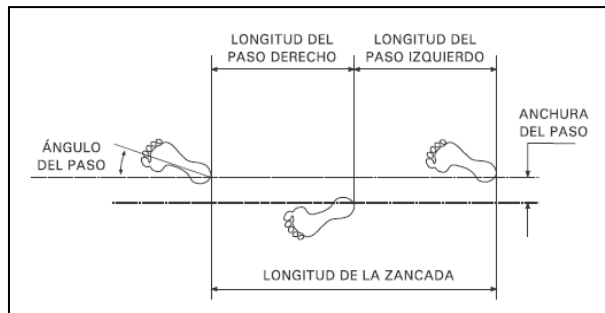 LONGITUD DEL
PASO DERECHO
LONGITUD DEL
PASO IZQUIERDO
ÁNGULO
DEL PASO
ANCHURA
DEL PASO
LONGITUD DE LA ZANCADA